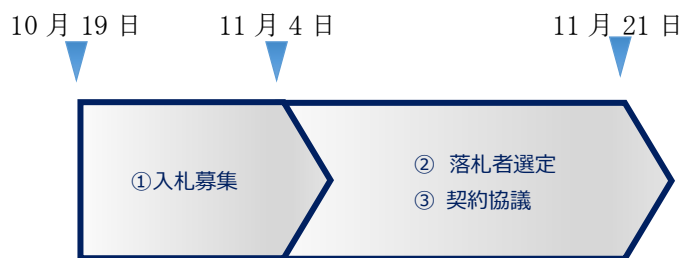 10 月 19 日 11 月 4 日 11 月 21 日
①入札募集
② 落札者選定
③ 契約協議